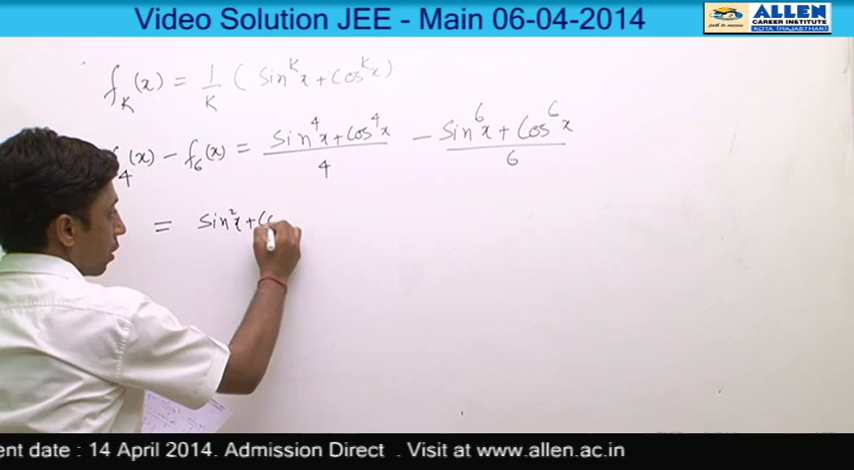 Video Solution JEE - Main 06-04-2014
ALLEN
CAREER INSTITUTE
KOTA (RAJASTHAN)
f_K(x) = 1/K (Sin^K x + Cos^K x)
f_4(x) - f_6(x) = (Sin^4 x + Cos^4 x)/4 - (Sin^6 x + Cos^6 x)/6
= Sin^2 x + Co
ent date : 14 April 2014. Admission Direct . Visit at www.allen.ac.in